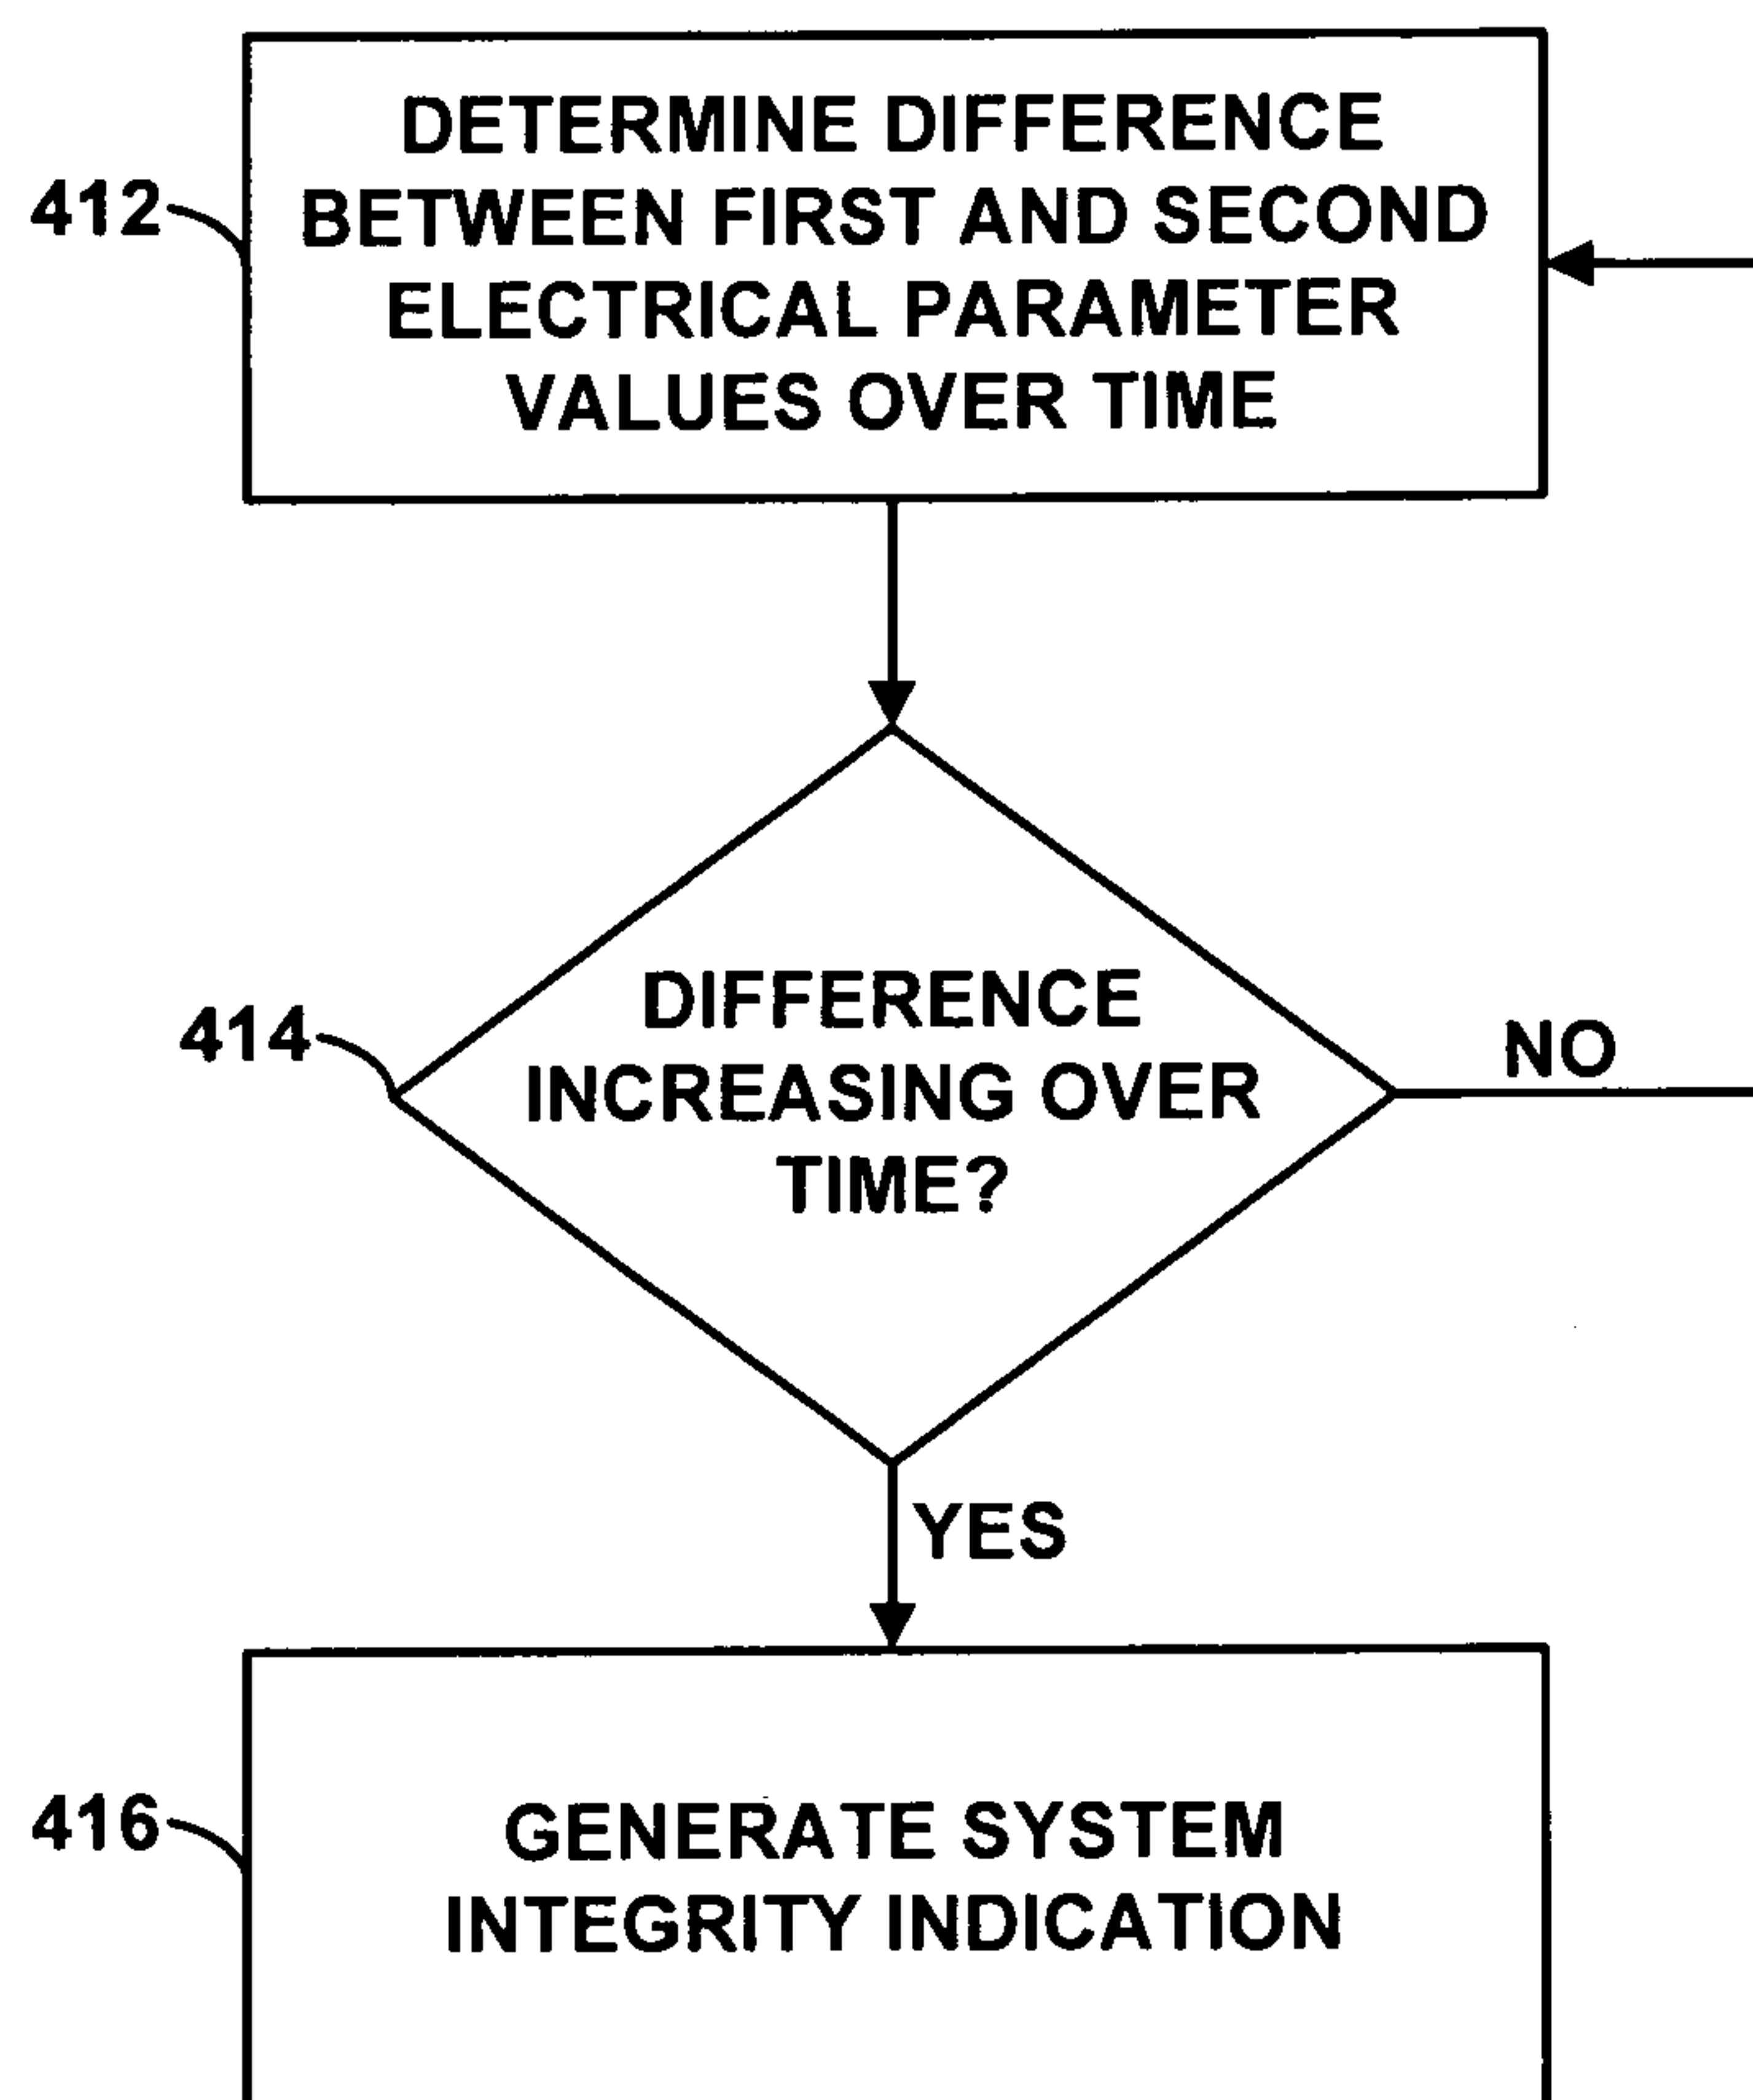 DETERMINE DIFFERENCE
412
BETWEEN FIRST AND SECOND
ELECTRICAL PARAMETER
VALUES OVER TIME
414
DIFFERENCE
INCREASING OVER
TIME?
NO
YES
416
GENERATE SYSTEM
INTEGRITY INDICATION